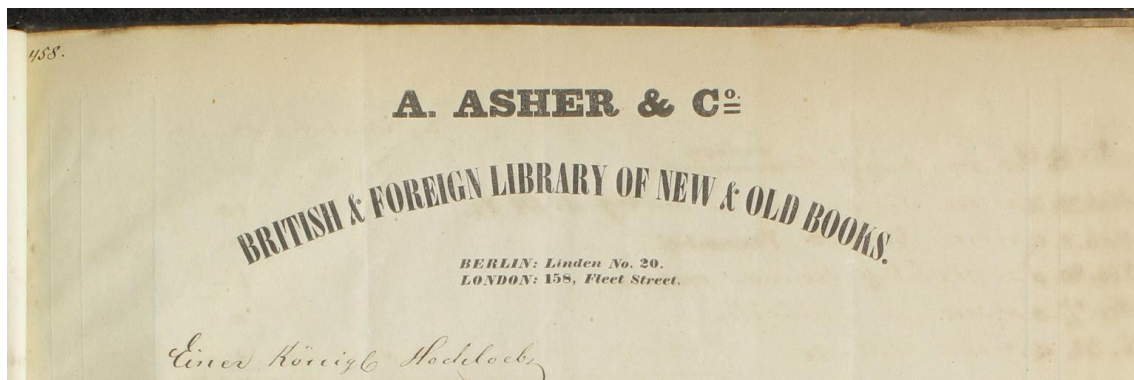 458.
A. ASHER & Co.
BRITISH & FOREIGN LIBRARY OF NEW & OLD BOOKS.
BERLIN: Linden No. 20.
LONDON: 158, Fleet Street.
Einer Königl Hochlöbl